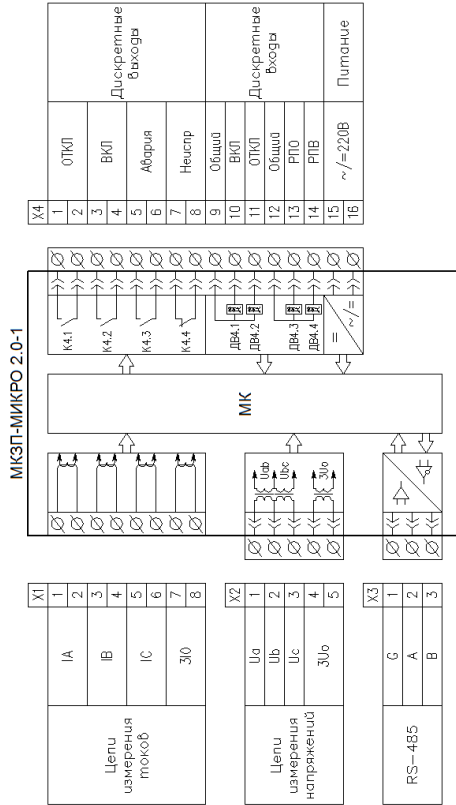 МКЗП-МИКРО 2.0-1
Цепи
измерения
токов
X1
IA
1
2
IB
3
4
IC
5
6
3I0
7
8
Цепи
измерения
напряжений
X2
Ua
1
Ub
2
Uc
3
3Uo
4
5
RS-485
X3
G
1
A
2
B
3
Uab
Ubc
3Uo
МК
К4.1
К4.2
К4.3
К4.4
ДВ4.1
ДВ4.2
ДВ4.3
ДВ4.4
=
~/=
X4
1
ОТКЛ
2
3
ВКЛ
4
5
Авария
6
7
Неиспр
8
Дискретные
выходы
9
Общий
10
ВКЛ
11
ОТКЛ
12
Общий
13
РПО
14
РПВ
Дискретные
входы
15
~/=220В
16
Питание